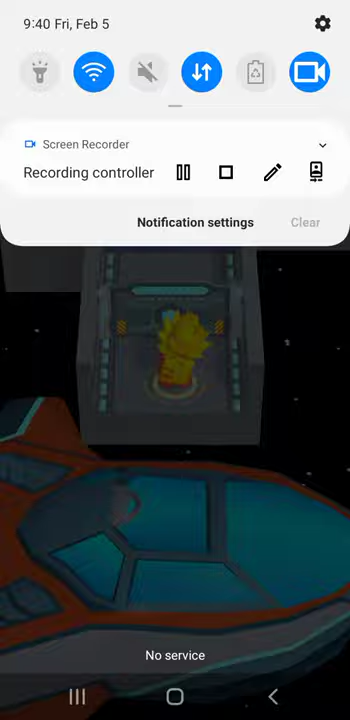 9:40 Fri, Feb 5
Screen Recorder
Recording controller
Notification settings
Clear
No service